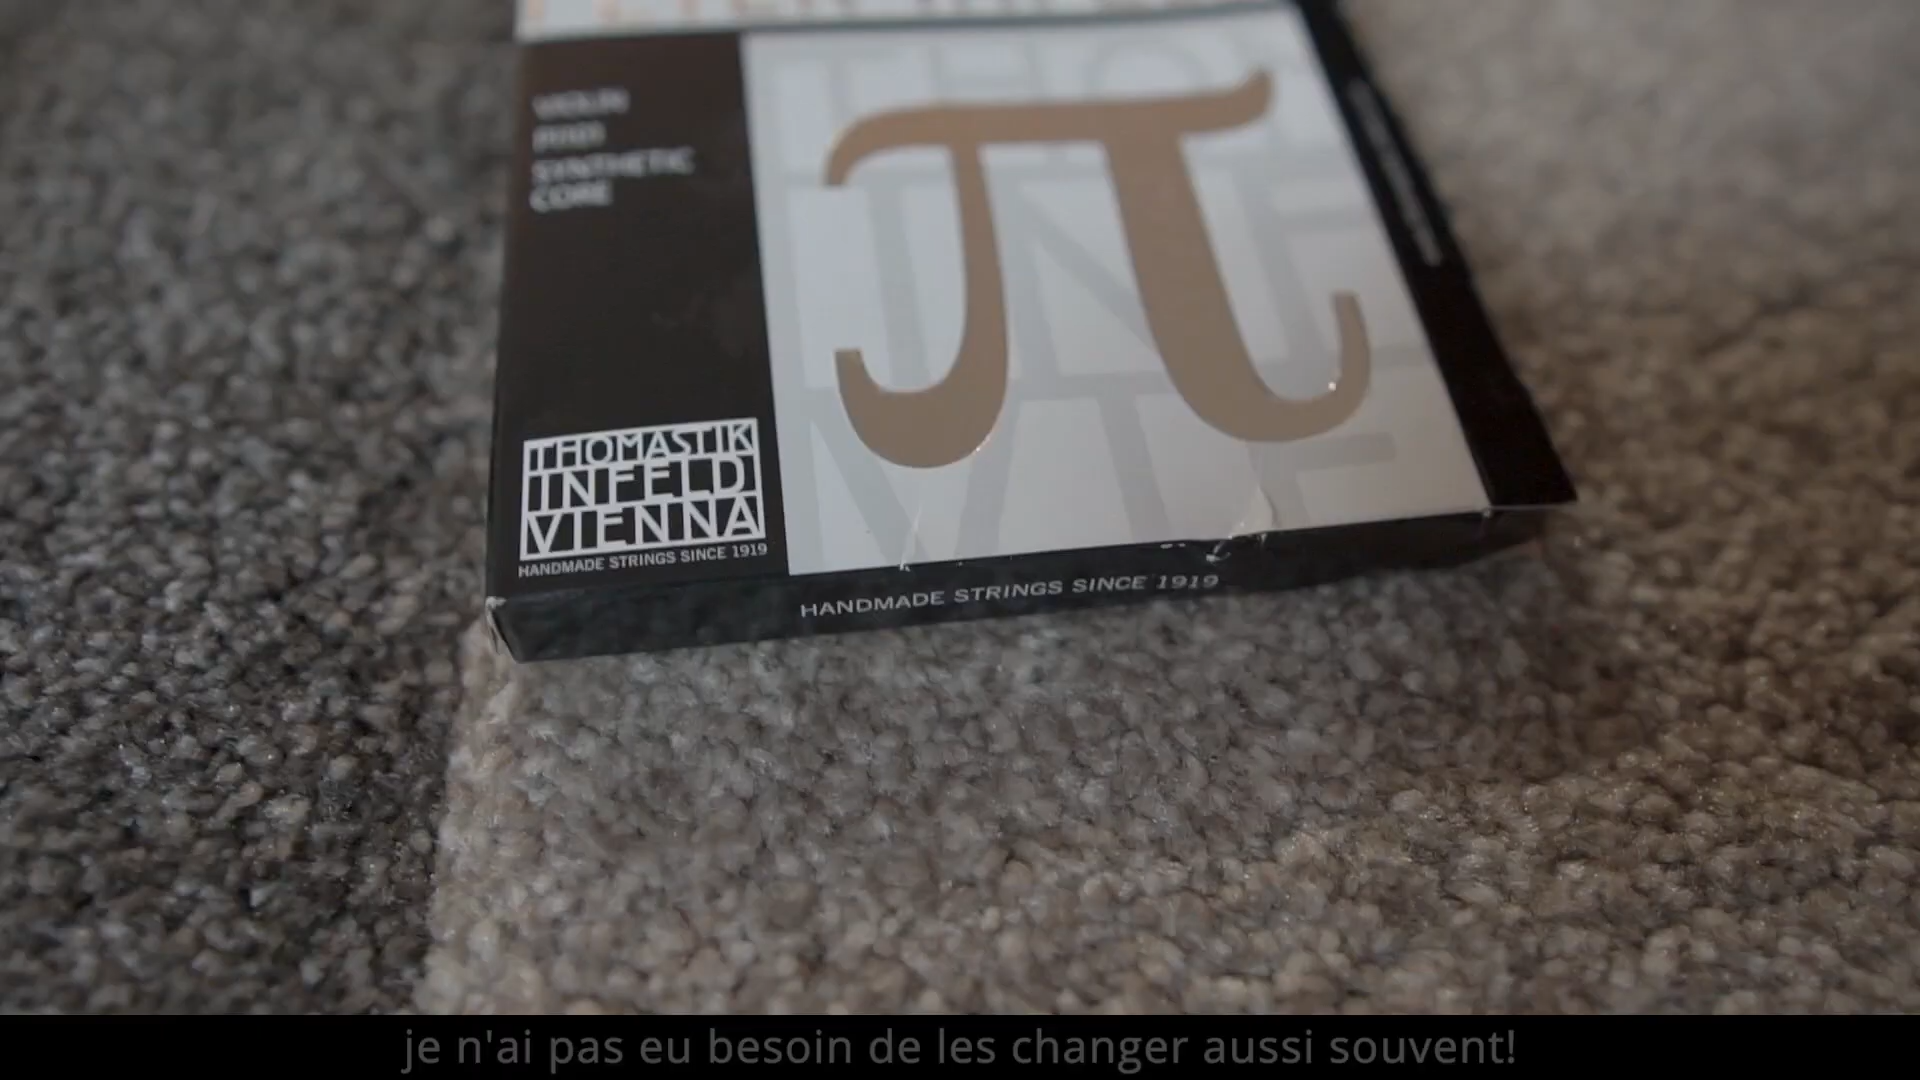 VIOLIN
PI101
SYNTHETIC
CORE
π
THOMASTIK
INFELD
VIENNA
HANDMADE STRINGS SINCE 1919
HANDMADE STRINGS SINCE 1919
je n'ai pas eu besoin de les changer aussi souvent!